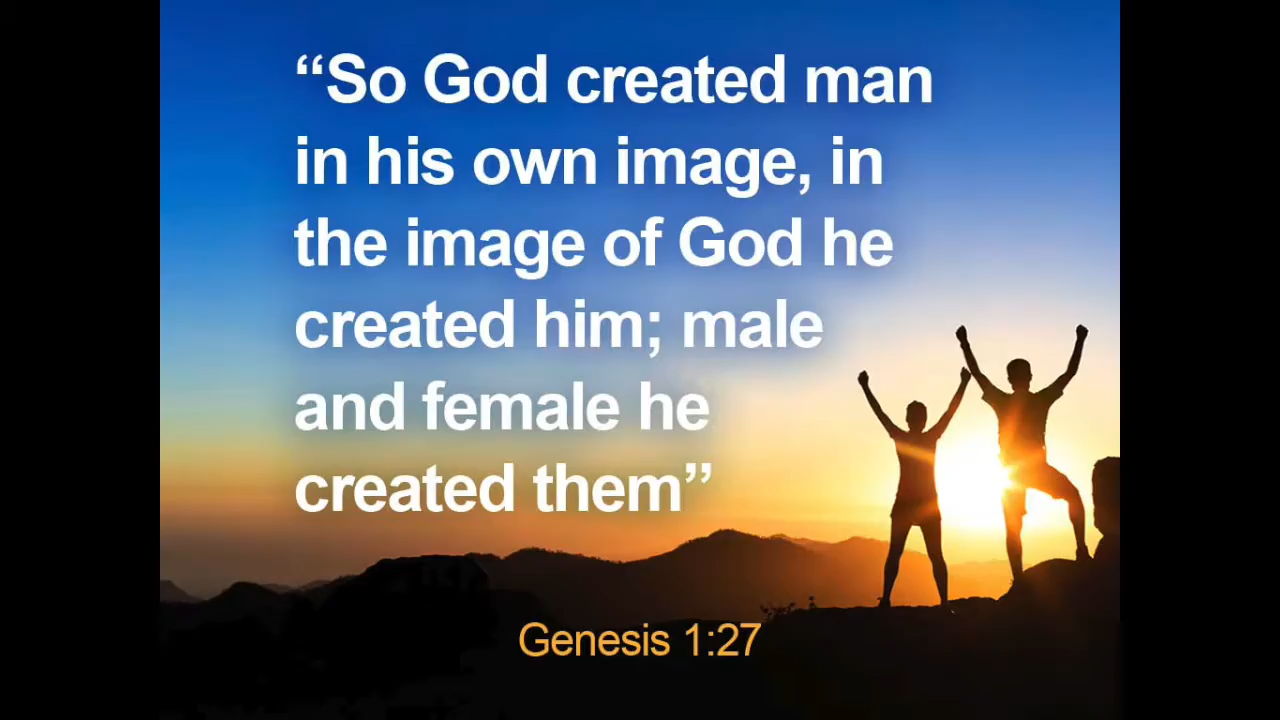 “So God created man
in his own image, in
the image of God he
created him; male
and female he
created them”
Genesis 1:27